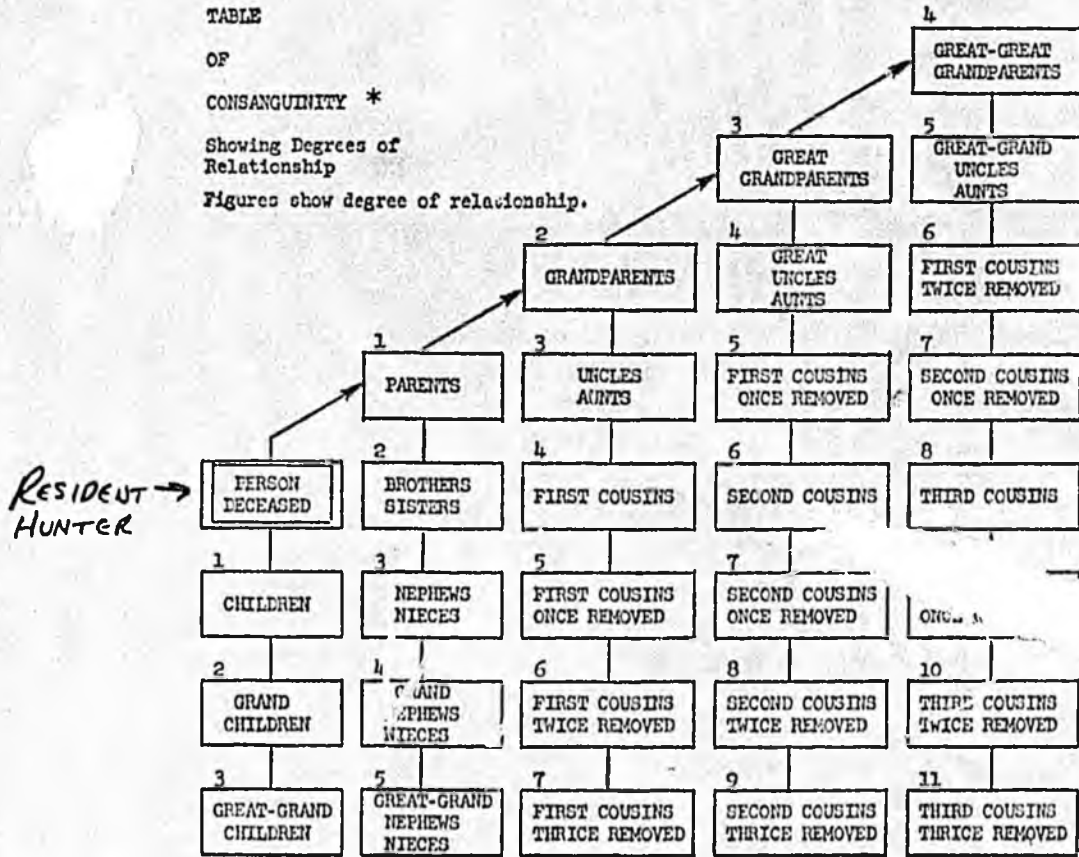 TABLE
OF
CONSANGUINITY *
Showing Degrees of
Relationship
Figures show degree of relationship.
4
GREAT-GREAT
GRANDPARENTS
3
GREAT
GRANDPARENTS
5
GREAT-GRAND
UNCLES
AUNTS
2
GRANDPARENTS
4
GREAT
UNCLES
AUNTS
6
FIRST COUSINS
TWICE REMOVED
1
PARENTS
3
UNCLES
AUNTS
5
FIRST COUSINS
ONCE REMOVED
7
SECOND COUSINS
ONCE REMOVED
RESIDENT →
HUNTER
PERSON
DECEASED
2
BROTHERS
SISTERS
4
FIRST COUSINS
6
SECOND COUSINS
8
THIRD COUSINS
1
CHILDREN
3
NEPHEWS
NIECES
5
FIRST COUSINS
ONCE REMOVED
7
SECOND COUSINS
ONCE REMOVED
2
GRAND
CHILDREN
4
GRAND
NEPHEWS
NIECES
6
FIRST COUSINS
TWICE REMOVED
8
SECOND COUSINS
TWICE REMOVED
10
THIRD COUSINS
TWICE REMOVED
3
GREAT-GRAND
CHILDREN
5
GREAT-GRAND
NEPHEWS
NIECES
7
FIRST COUSINS
THRICE REMOVED
9
SECOND COUSINS
THRICE REMOVED
11
THIRD COUSINS
THRICE REMOVED